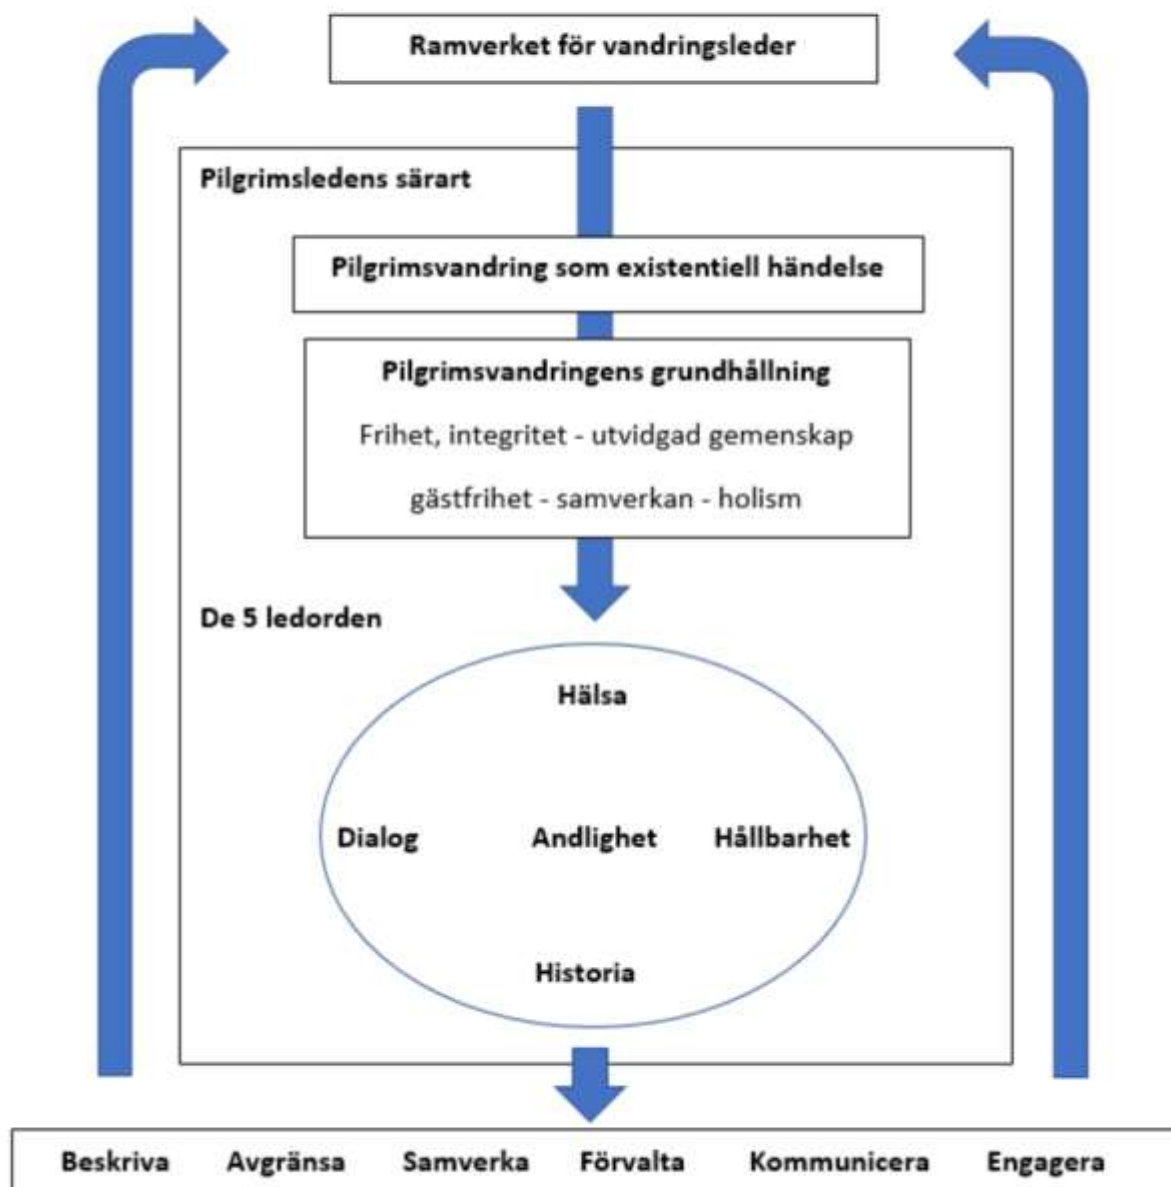 Ramverket för vandringsleder
Pilgrimsledens särart
Pilgrimsvandring som existentiell händelse
Pilgrimsvandringens grundhållning
Frihet, integritet - utvidgad gemenskap
gästfrihet - samverkan - holism
De 5 ledorden
Hälsa
Dialog Andlighet Hållbarhet
Historia
Beskriva Avgränsa Samverka Förvalta Kommunicera Engagera